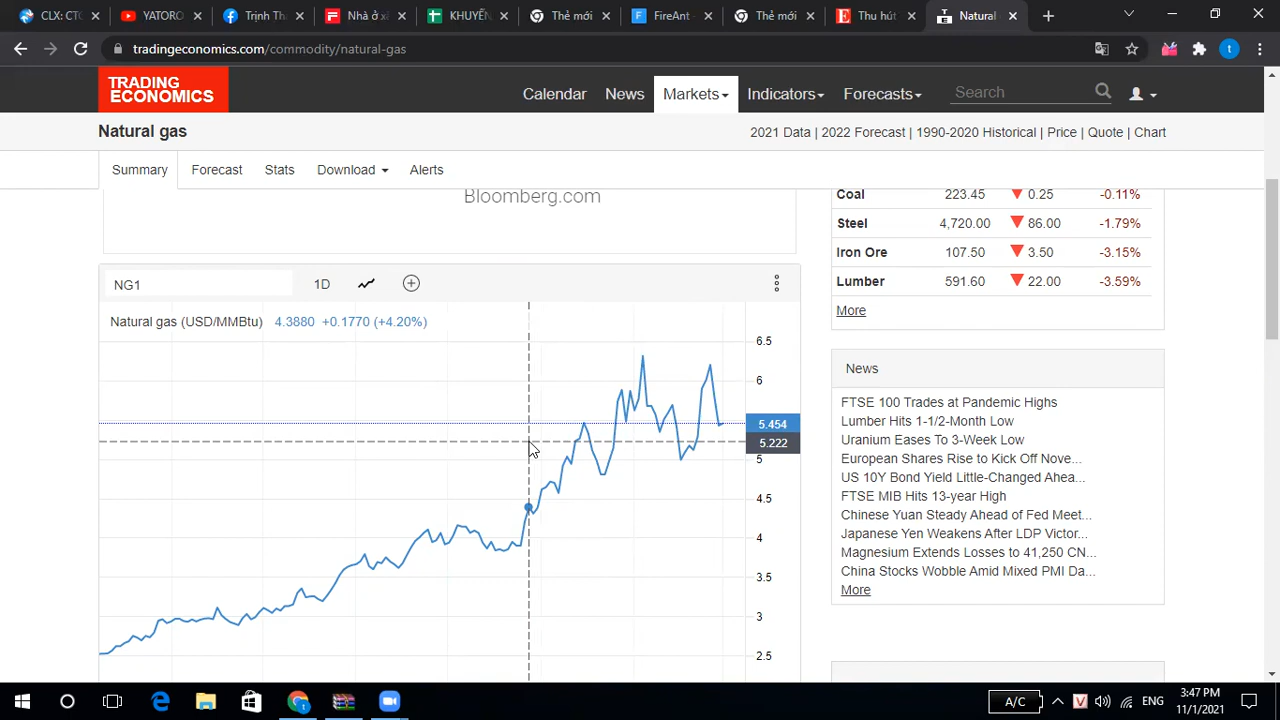 CLX: CTC
YATORO
Trịnh Th
Nhà ở x
KHUYẾN
Thẻ mới
FireAnt -
Thẻ mới
Thu hút
Natural
tradingeconomics.com/commodity/natural-gas
TRADING
ECONOMICS
Calendar News Markets Indicators Forecasts Search
Natural gas
2021 Data | 2022 Forecast | 1990-2020 Historical | Price | Quote | Chart
Summary Forecast Stats Download Alerts
Bloomberg.com
Coal 223.45 0.25 -0.11%
Steel 4,720.00 86.00 -1.79%
Iron Ore 107.50 3.50 -3.15%
Lumber 591.60 22.00 -3.59%
More
NG1 1D
Natural gas (USD/MMBtu) 4.3880 +0.1770 (+4.20%)
6.5
6
5.454
5.222
5
4.5
4
3.5
3
2.5
News
FTSE 100 Trades at Pandemic Highs
Lumber Hits 1-1/2-Month Low
Uranium Eases To 3-Week Low
European Shares Rise to Kick Off Nove...
US 10Y Bond Yield Little-Changed Ahea...
FTSE MIB Hits 13-year High
Chinese Yuan Steady Ahead of Fed Meet...
Japanese Yen Weakens After LDP Victor...
Magnesium Extends Losses to 41,250 CN...
China Stocks Wobble Amid Mixed PMI Da...
More
A/C
ENG
3:47 PM
11/1/2021